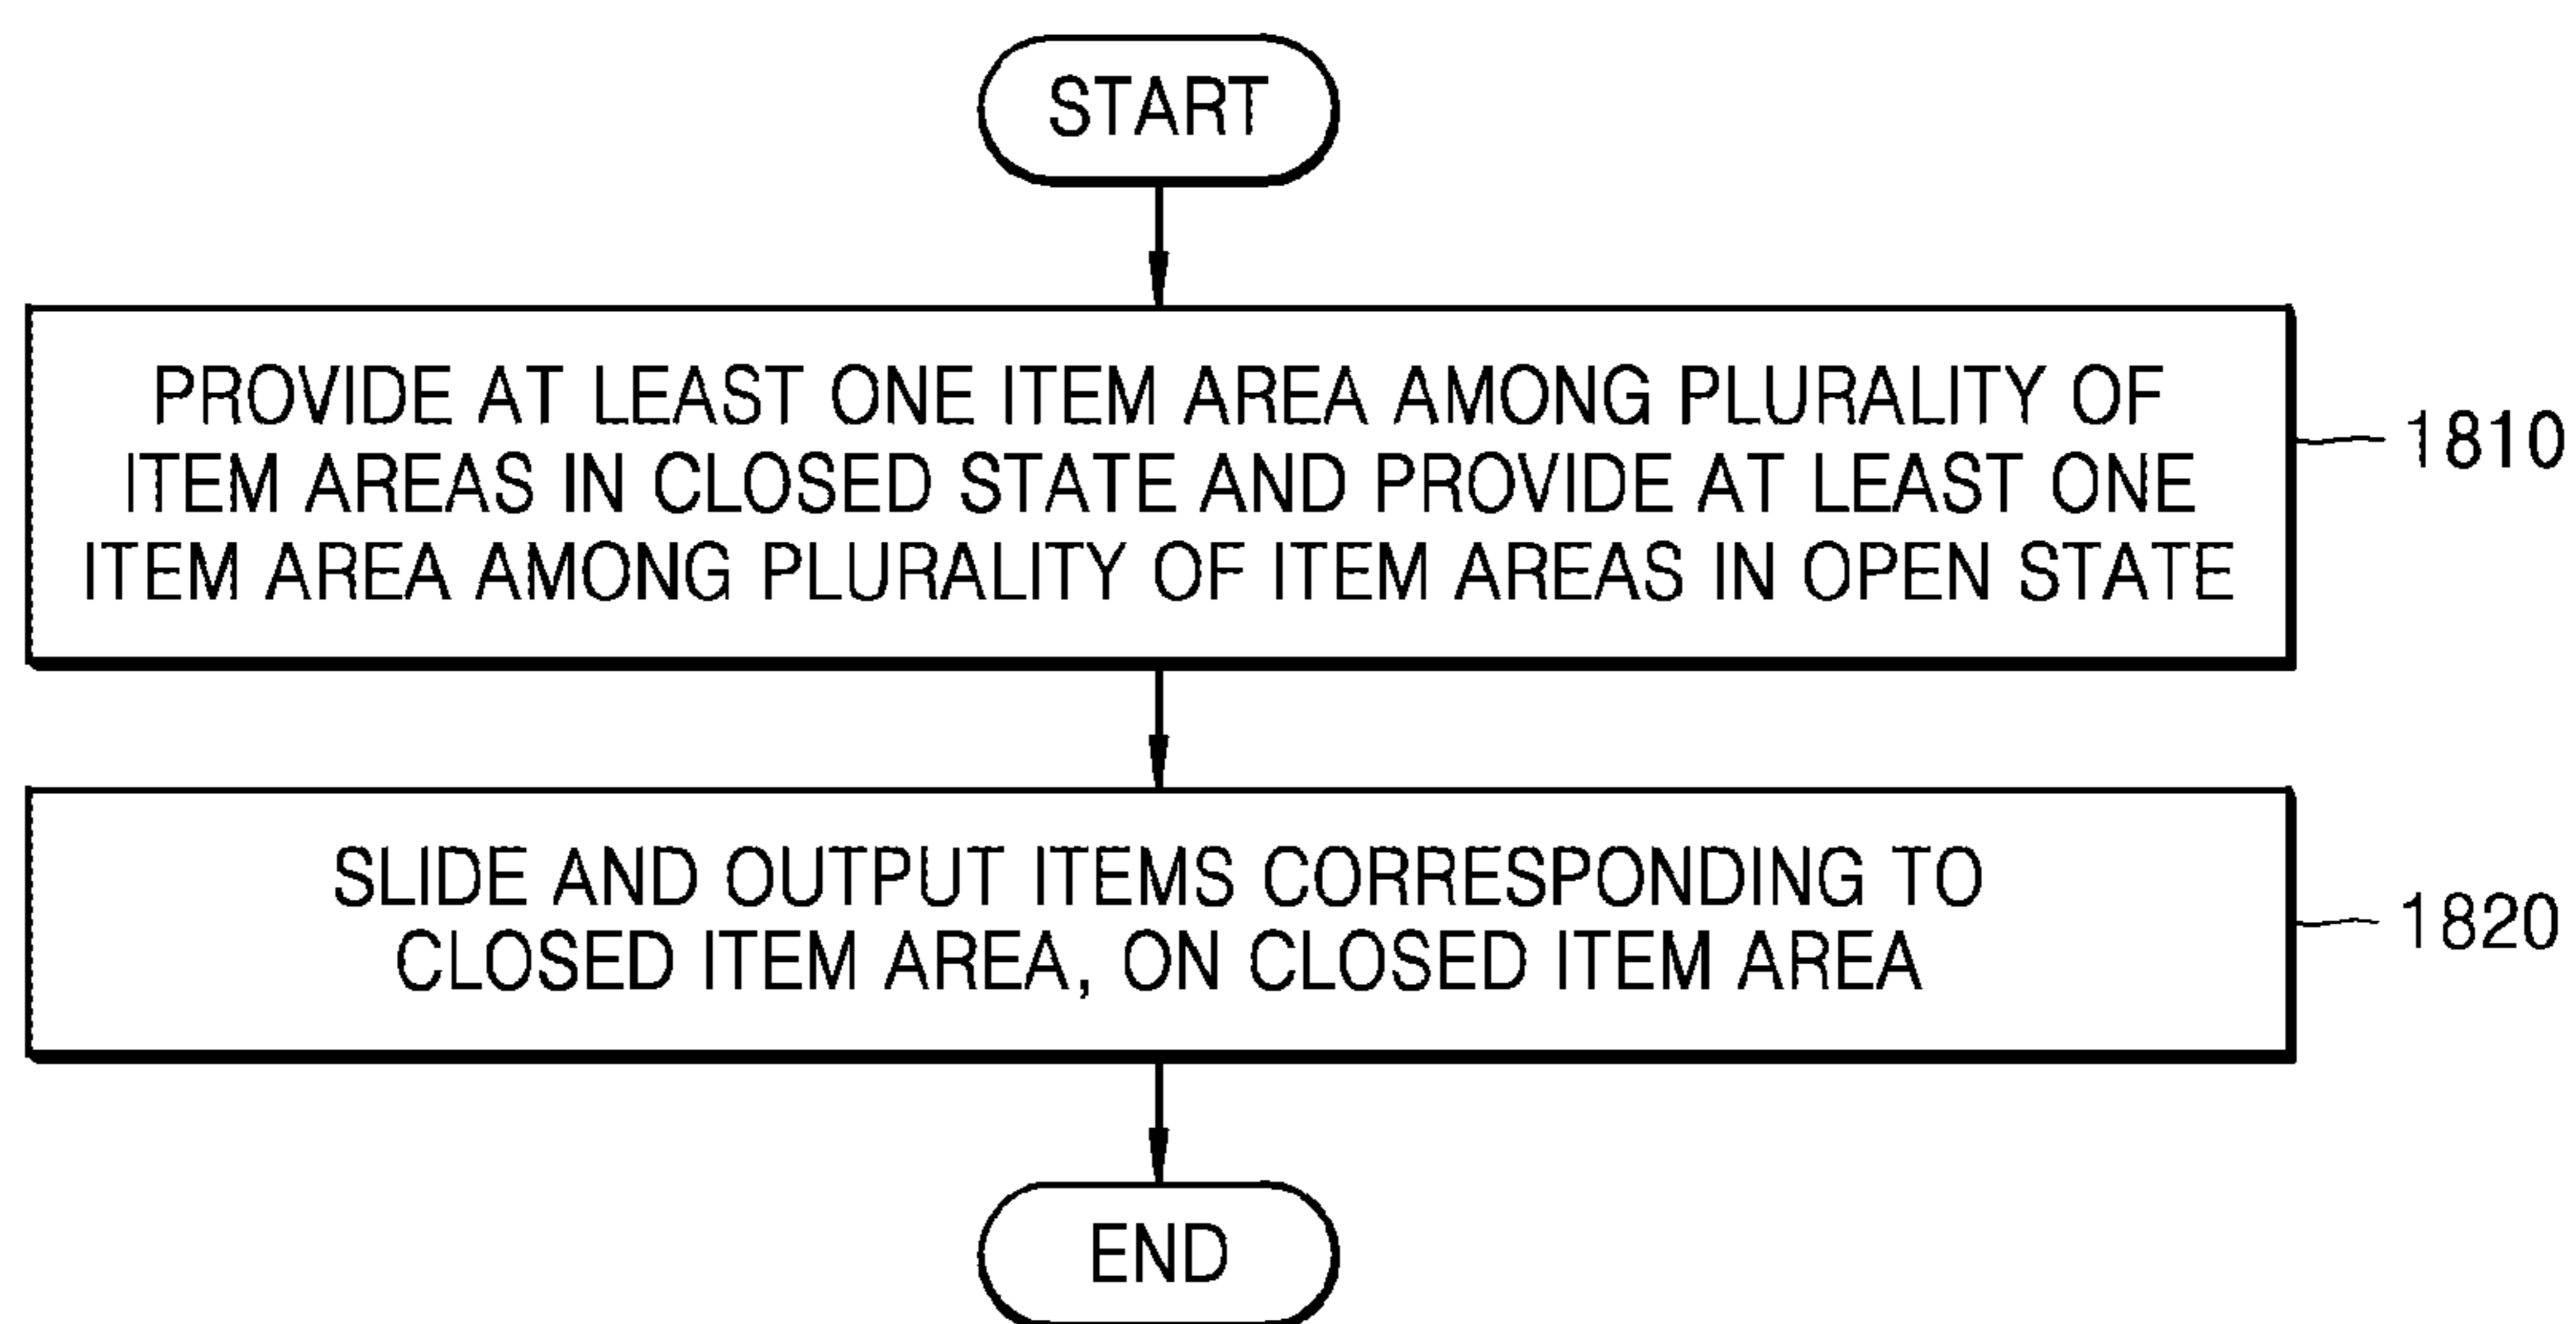 START
PROVIDE AT LEAST ONE ITEM AREA AMONG PLURALITY OF
ITEM AREAS IN CLOSED STATE AND PROVIDE AT LEAST ONE
ITEM AREA AMONG PLURALITY OF ITEM AREAS IN OPEN STATE
1810
SLIDE AND OUTPUT ITEMS CORRESPONDING TO
CLOSED ITEM AREA, ON CLOSED ITEM AREA
1820
END